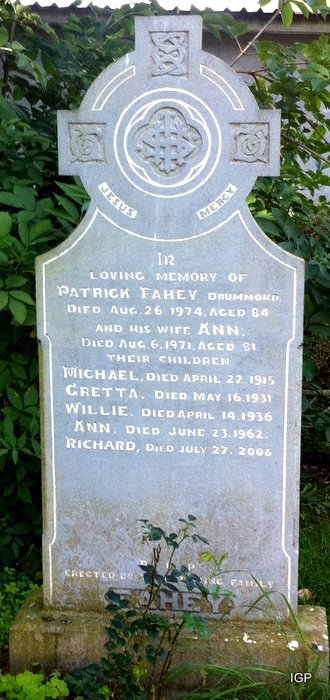 JESUS MERCY
IN
LOVING MEMORY OF
PATRICK FAHEY, DRUMMOND,
DIED AUG. 26 1974, AGED 84
AND HIS WIFE ANN,
DIED AUG. 6, 1971, AGED 81
THEIR CHILDREN
MICHAEL, DIED APRIL 22, 1915
GRETTA, DIED MAY 16, 1931
WILLIE, DIED APRIL 14, 1936
ANN, DIED JUNE 23, 1962
RICHARD, DIED JULY 27, 2006
ERECTED BY FAMILY
FAHEY
IGP